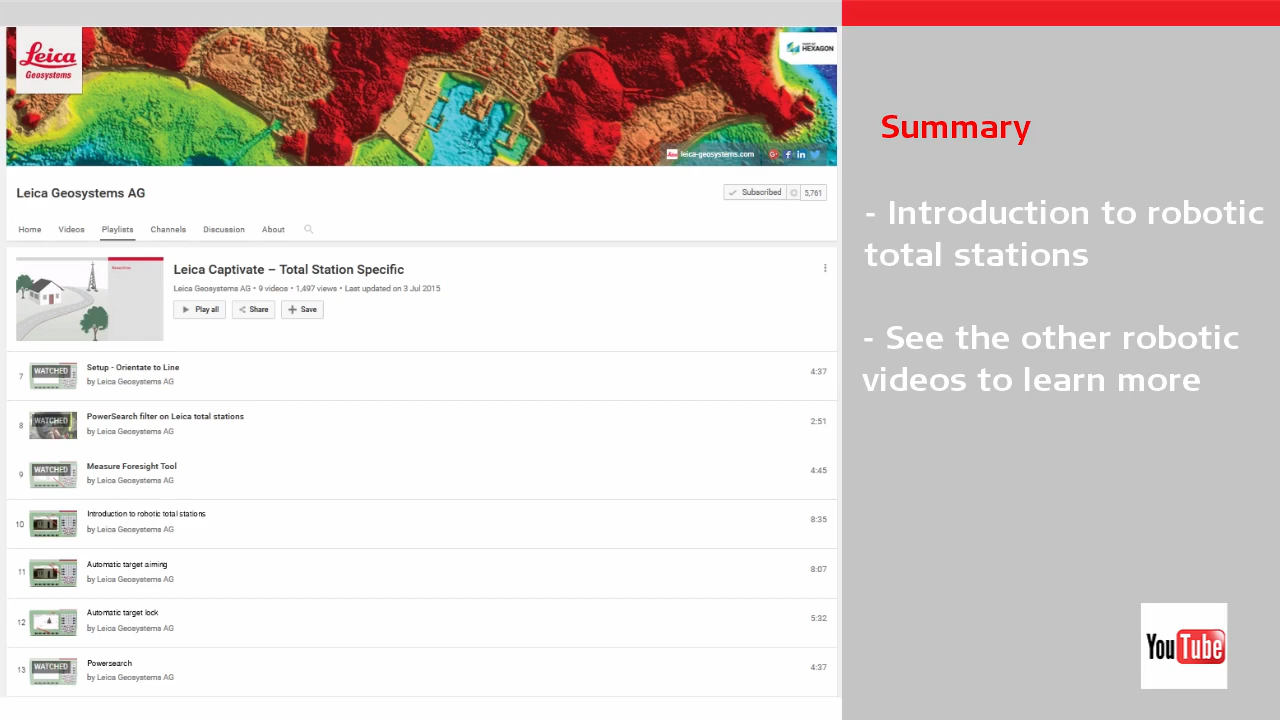 Leica
Geosystems
PART OF
HEXAGON
leica-geosystems.com
Leica Geosystems AG
Subscribed
5,761
Home
Videos
Playlists
Channels
Discussion
About
Leica Captivate – Total Station Specific
Leica Geosystems AG • 9 videos • 1,497 views • Last updated on 3 Jul 2015
Play all
Share
Save
7
WATCHED
Setup - Orientate to Line
by Leica Geosystems AG
4:37
8
WATCHED
PowerSearch filter on Leica total stations
by Leica Geosystems AG
2:51
9
WATCHED
Measure Foresight Tool
by Leica Geosystems AG
4:45
10
Introduction to robotic total stations
by Leica Geosystems AG
8:35
11
Automatic target aiming
by Leica Geosystems AG
8:07
12
Automatic target lock
by Leica Geosystems AG
5:32
13
WATCHED
Powersearch
by Leica Geosystems AG
4:37
Summary
- Introduction to robotic
total stations
- See the other robotic
videos to learn more
YouTube